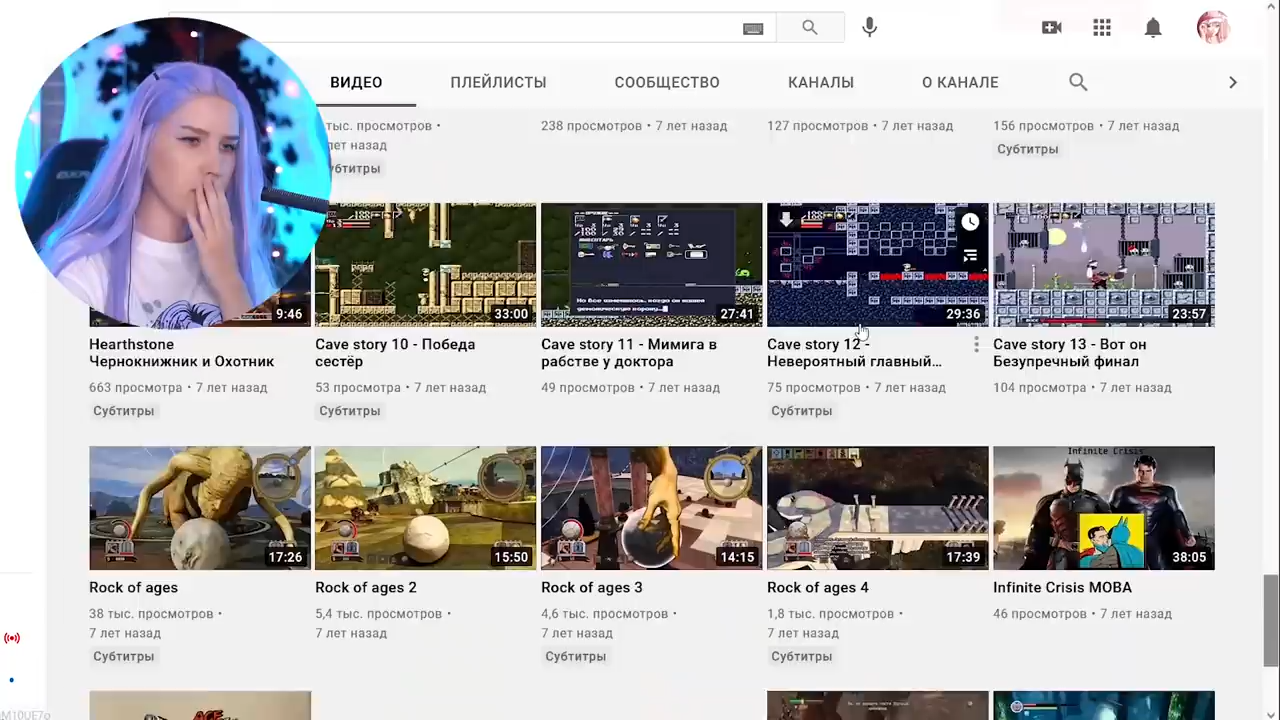 ВИДЕО ПЛЕЙЛИСТЫ СООБЩЕСТВО КАНАЛЫ О КАНАЛЕ
тыс. просмотров •
лет назад
убтитры
238 просмотров • 7 лет назад
127 просмотров • 7 лет назад
156 просмотров • 7 лет назад
Субтитры
9:46
33:00
27:41
29:36
23:57
Hearthstone
Чернокнижник и Охотник
663 просмотра • 7 лет назад
Субтитры
Cave story 10 - Победа
сестёр
53 просмотра • 7 лет назад
Субтитры
Cave story 11 - Мимига в
рабстве у доктора
49 просмотров • 7 лет назад
Cave story 12 -
Невероятный главный...
75 просмотров • 7 лет назад
Субтитры
Cave story 13 - Вот он
Безупречный финал
104 просмотра • 7 лет назад
Infinite Crisis
17:26
15:50
14:15
17:39
38:05
Rock of ages
38 тыс. просмотров •
7 лет назад
Субтитры
Rock of ages 2
5,4 тыс. просмотров •
7 лет назад
Rock of ages 3
4,6 тыс. просмотров •
7 лет назад
Субтитры
Rock of ages 4
1,8 тыс. просмотров •
7 лет назад
Субтитры
Infinite Crisis MOBA
46 просмотров • 7 лет назад